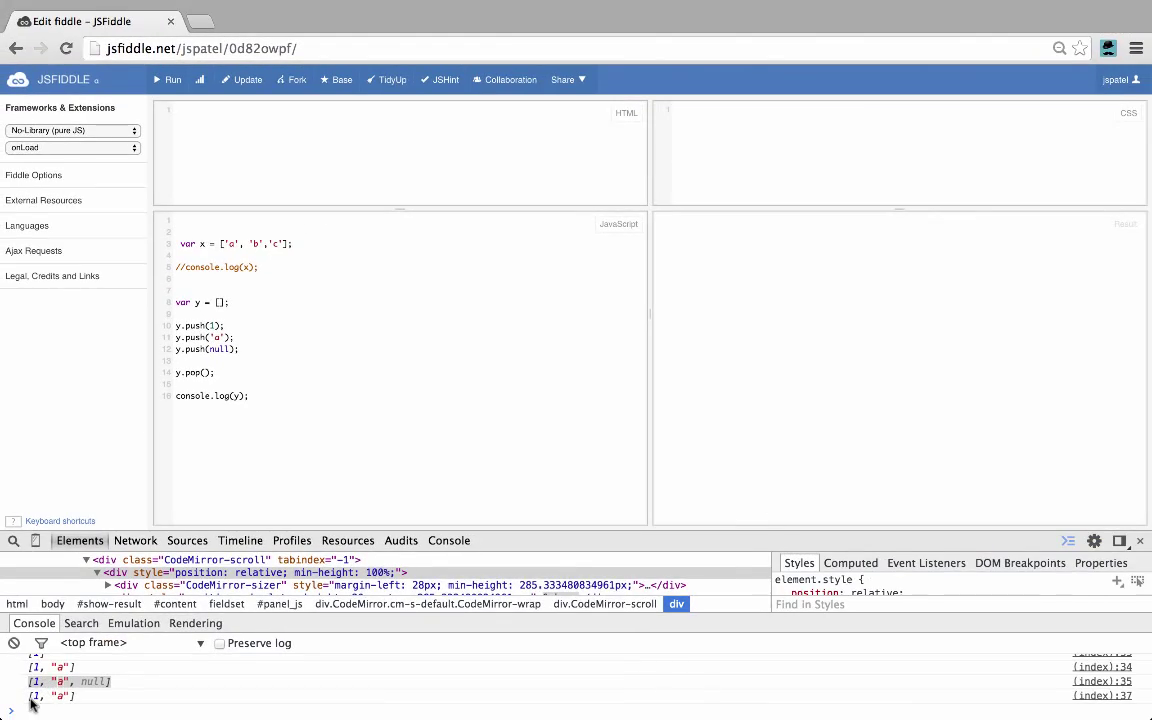 Edit fiddle - JSFiddle
jsfiddle.net/jspatel/0d82owpf/
JSFIDDLE α Run Update Fork Base TidyUp JSHint Collaboration Share jspatel
Frameworks & Extensions
No-Library (pure JS)
onLoad
Fiddle Options
External Resources
Languages
Ajax Requests
Legal, Credits and Links
? Keyboard shortcuts
1 HTML
1 CSS
JavaScript
Result
1
2
3 var x = ['a', 'b','c'];
4
5 //console.log(x);
6
7
8 var y = [];
9
10 y.push(1);
11 y.push('a');
12 y.push(null);
13
14 y.pop();
15
16 console.log(y);
Elements Network Sources Timeline Profiles Resources Audits Console
<div class="CodeMirror-scroll" tabindex="-1">
<div style="position: relative; min-height: 100%;">
<div class="CodeMirror-sizer" style="margin-left: 28px; min-height: 285.333480834961px;">…</div>
html body #show-result #content fieldset #panel_js div.CodeMirror.cm-s-default.CodeMirror-wrap div.CodeMirror-scroll div
Styles Computed Event Listeners DOM Breakpoints Properties
element.style {
position: relative;
Find in Styles
Console Search Emulation Rendering
<top frame> Preserve log
[1] (index):33
[1, "a"] (index):34
[1, "a", null] (index):35
[1, "a"] (index):37
>